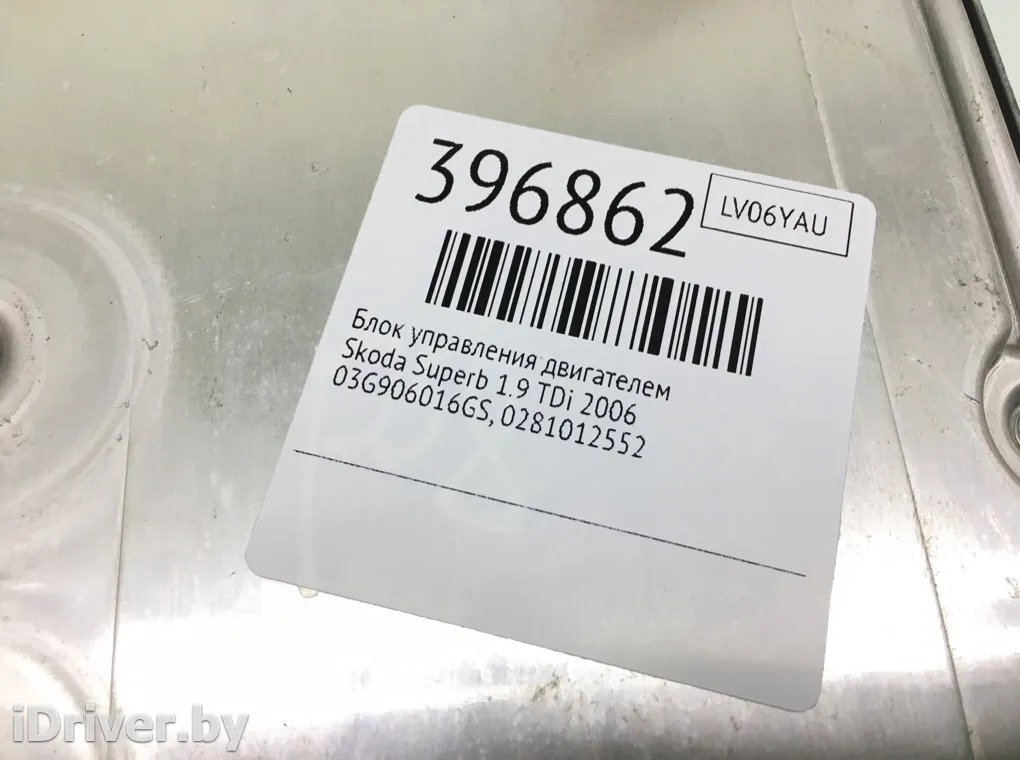 396862
LV06YAU
Блок управления двигателем
Skoda Superb 1.9 TDi 2006
03G906016GS, 0281012552
iDriver.by